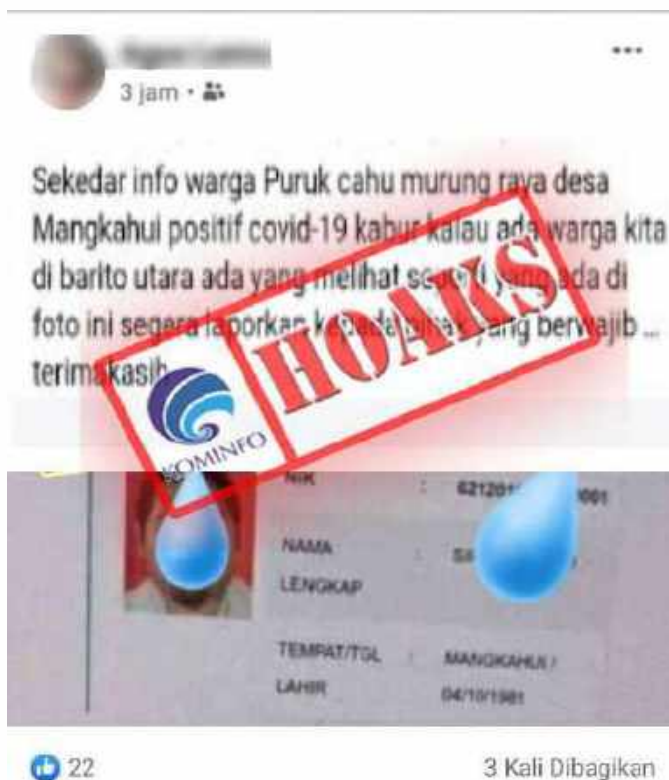 3 jam
Sekedar info warga Puruk cahu murung raya desa
Mangkahui positif covid-19 kabur kalau ada warga kita
di barito utara ada yang melihat seperti yang ada di
foto ini segera laporkan kepada pihak yang berwajib ...
terimakasih
HOAKS
KOMINFO
NIK :
NAMA :
LENGKAP
TEMPAT/TGL : MANGKAHUI /
LAHIR 04/10/1981
22
3 Kali Dibagikan